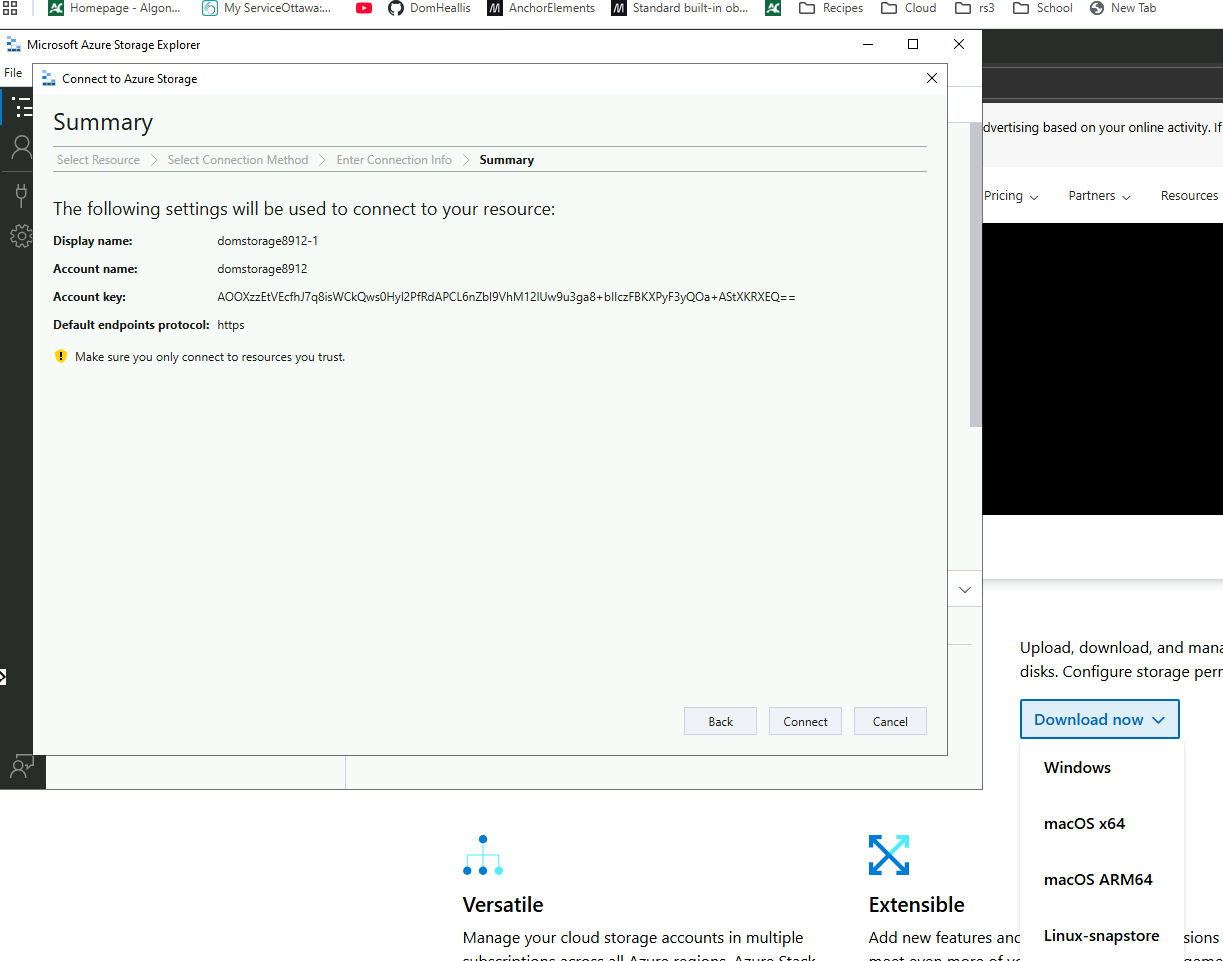 Homepage - Algon...
My ServiceOttawa:...
DomHeallis
AnchorElements
Standard built-in ob...
Recipes
Cloud
rs3
School
New Tab
Microsoft Azure Storage Explorer
File
Connect to Azure Storage
Summary
Select Resource
Select Connection Method
Enter Connection Info
Summary
The following settings will be used to connect to your resource:
Display name: domstorage8912-1
Account name: domstorage8912
Account key:
Default endpoints protocol: https
Make sure you only connect to resources you trust.
Back
Connect
Cancel
dvertising based on your online activity. If
Pricing
Partners
Resources
Upload, download, and mana
disks. Configure storage perr
Download now
Windows
macOS x64
macOS ARM64
Linux-snapstore
Versatile
Manage your cloud storage accounts in multiple
subscriptions across all Azure regions, Azure Stack
Extensible
Add new features and
sions
meet even more of
geme